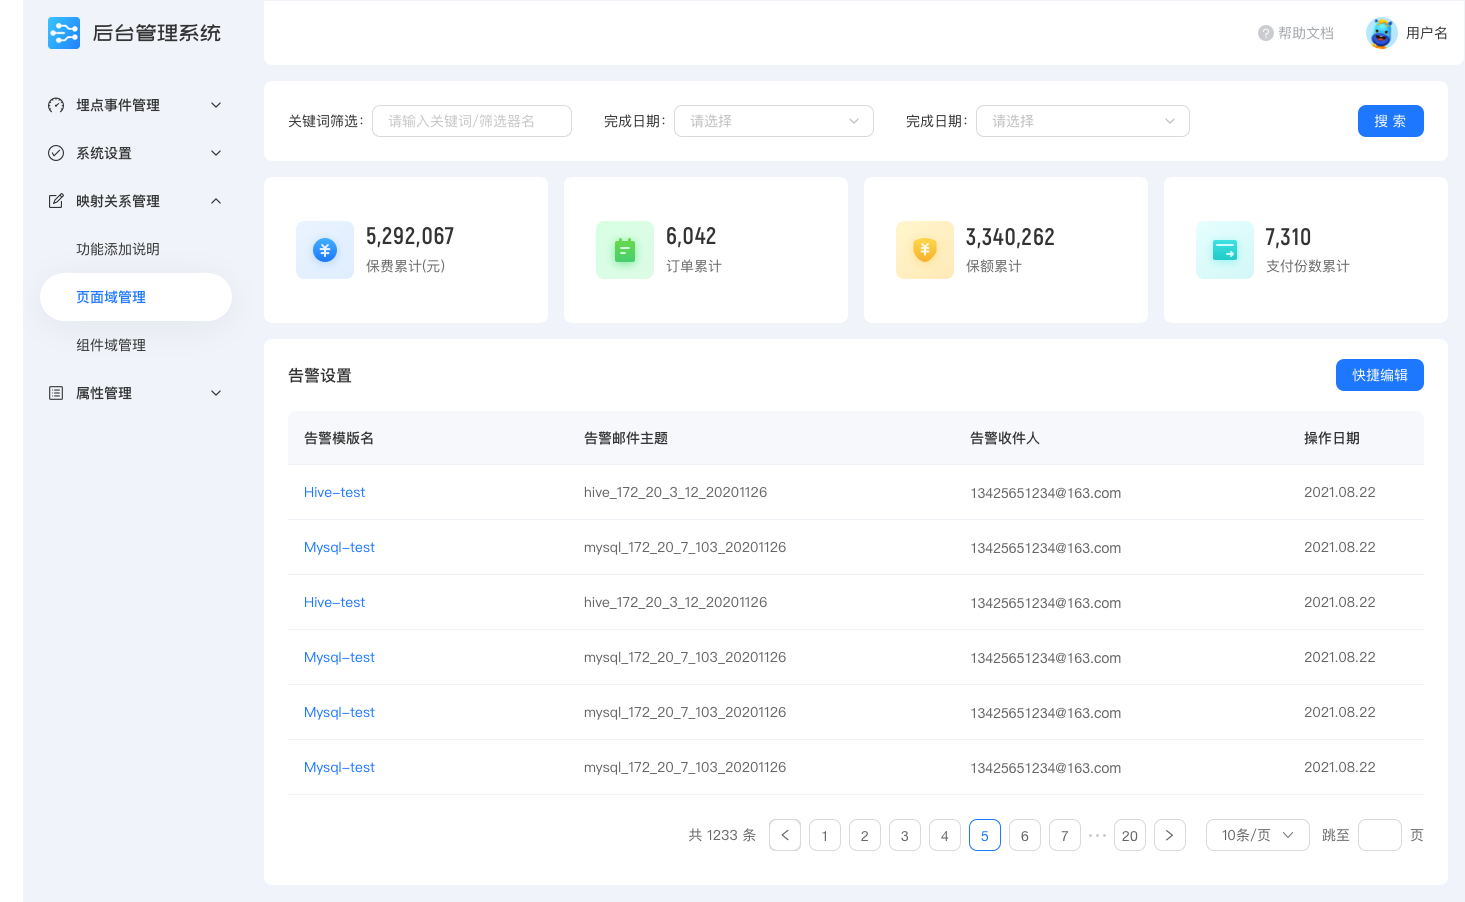 后台管理系统
帮助文档 用户名
埋点事件管理
系统设置
映射关系管理
功能添加说明
页面域管理
组件域管理
属性管理
关键词筛选： 请输入关键词/筛选器名 完成日期： 请选择 完成日期： 请选择 搜 索
5,292,067
保费累计(元)
6,042
订单累计
3,340,262
保额累计
7,310
支付份数累计
告警设置 快捷编辑
告警模版名 告警邮件主题 告警收件人 操作日期
Hive-test hive_172_20_3_12_20201126 13425651234@163.com 2021.08.22
Mysql-test mysql_172_20_7_103_20201126 13425651234@163.com 2021.08.22
Hive-test hive_172_20_3_12_20201126 13425651234@163.com 2021.08.22
Mysql-test mysql_172_20_7_103_20201126 13425651234@163.com 2021.08.22
Mysql-test mysql_172_20_7_103_20201126 13425651234@163.com 2021.08.22
Mysql-test mysql_172_20_7_103_20201126 13425651234@163.com 2021.08.22
共 1233 条 < 1 2 3 4 5 6 7 ••• 20 > 10条/页 跳至 页